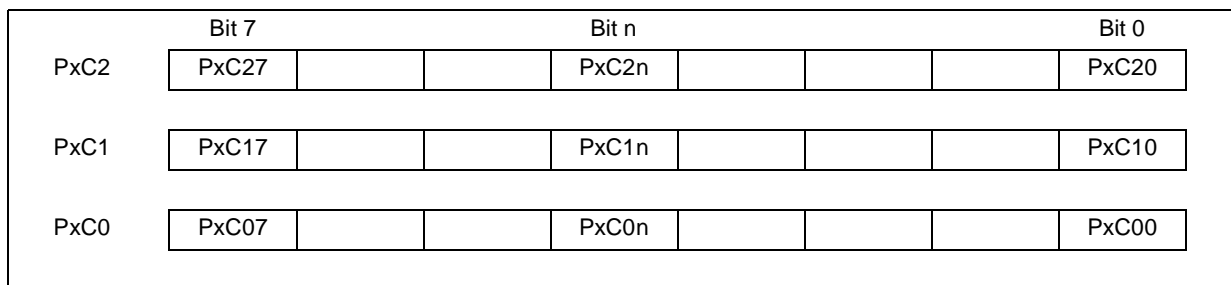 Bit 7 Bit n Bit 0
PxC2 PxC27 PxC2n PxC20
PxC1 PxC17 PxC1n PxC10
PxC0 PxC07 PxC0n PxC00